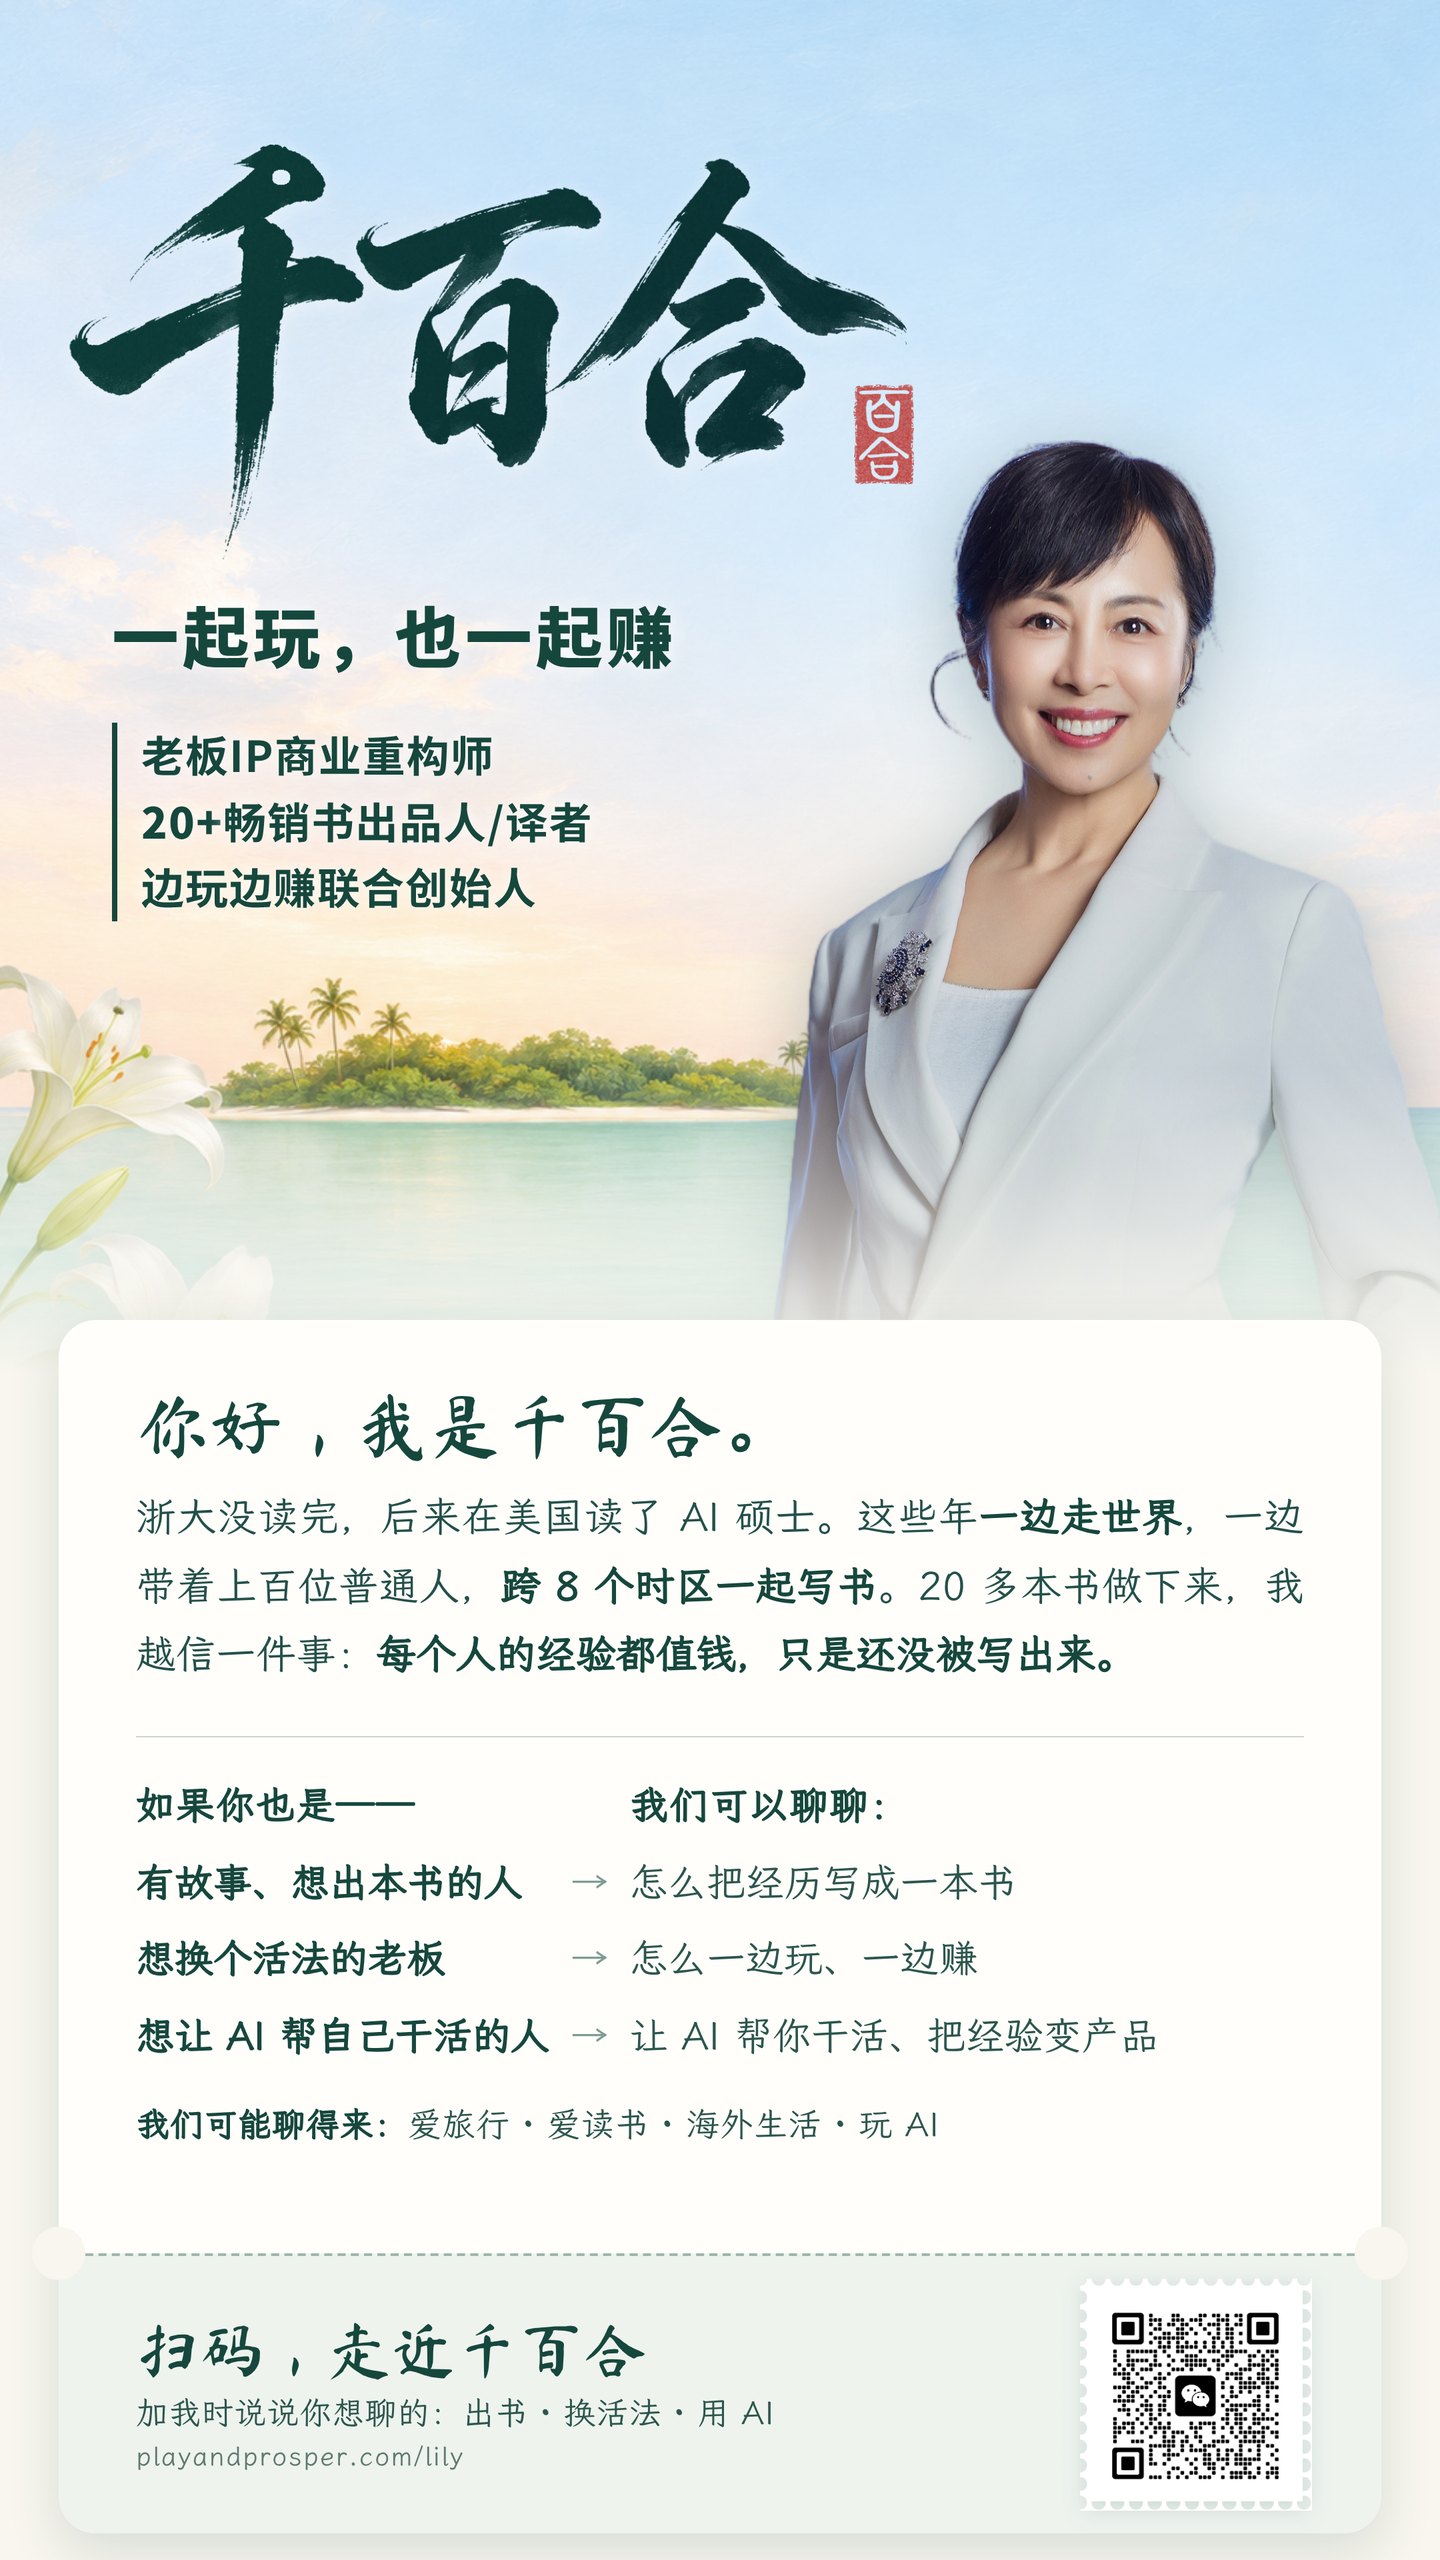 千百合
百合
一起玩，也一起赚
老板IP商业重构师
20+畅销书出品人/译者
边玩边赚联合创始人
你好，我是千百合。
浙大没读完，后来在美国读了 AI 硕士。这些年一边走世界，一边
带着上百位普通人，跨 8 个时区一起写书。20 多本书做下来，我
越信一件事：每个人的经验都值钱，只是还没被写出来。
如果你也是—— 我们可以聊聊：
有故事、想出本书的人 → 怎么把经历写成一本书
想换个活法的老板 → 怎么一边玩、一边赚
想让 AI 帮自己干活的人 → 让 AI 帮你干活、把经验变产品
我们可能聊得来：爱旅行·爱读书·海外生活·玩 AI
扫码，走近千百合
加我时说说你想聊的：出书·换活法·用 AI
playandprosper.com/lily